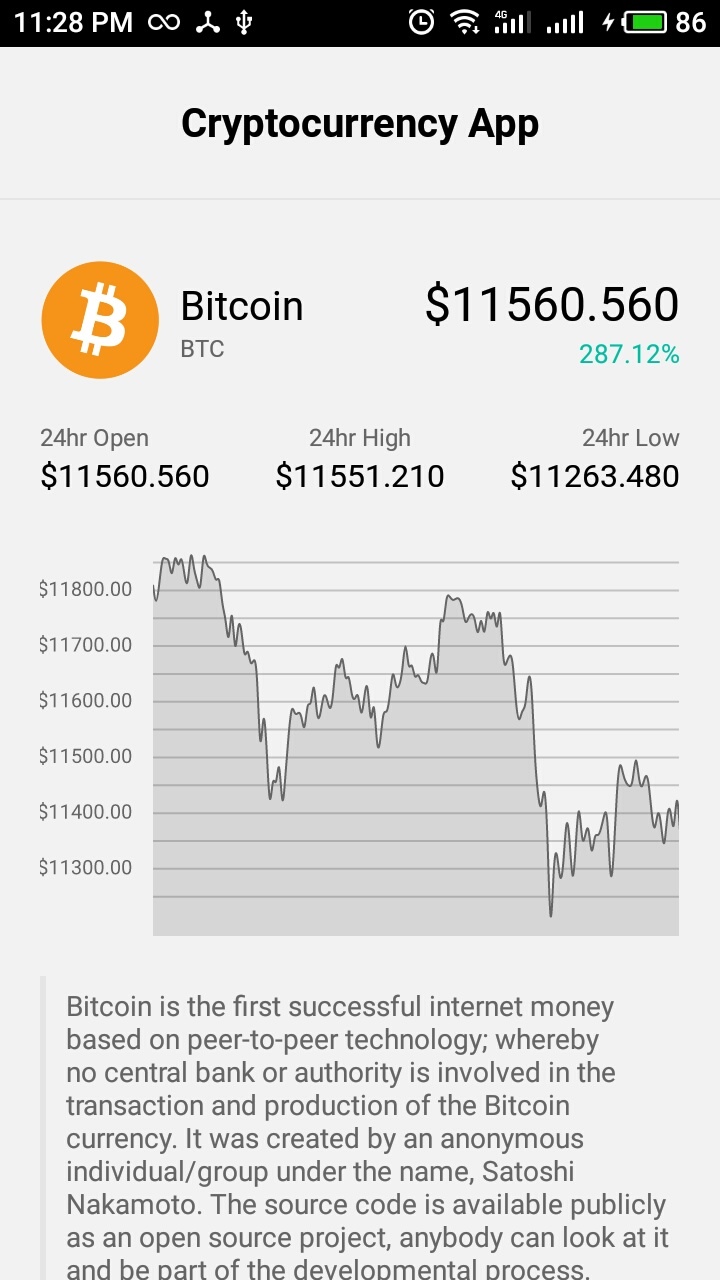 11:28 PM 4G 86
Cryptocurrency App
Bitcoin $11560.560
BTC 287.12%
24hr Open 24hr High 24hr Low
$11560.560 $11551.210 $11263.480
$11800.00
$11700.00
$11600.00
$11500.00
$11400.00
$11300.00
Bitcoin is the first successful internet money
based on peer-to-peer technology; whereby
no central bank or authority is involved in the
transaction and production of the Bitcoin
currency. It was created by an anonymous
individual/group under the name, Satoshi
Nakamoto. The source code is available publicly
as an open source project, anybody can look at it
and be part of the developmental process.